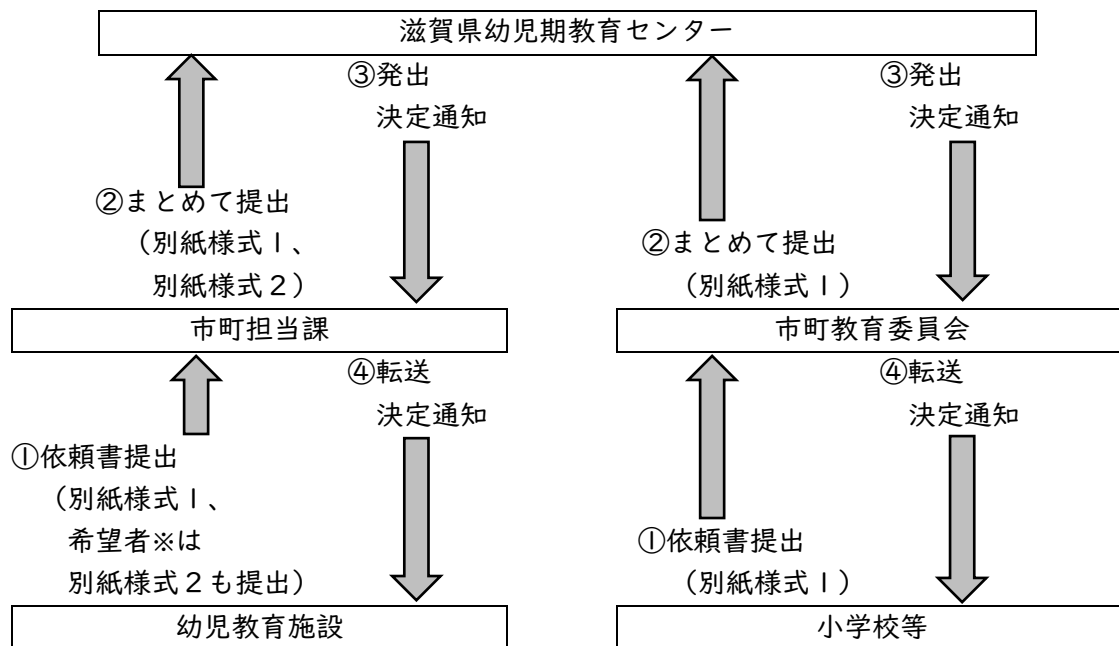 滋賀県幼児期教育センター
③発出
決定通知
②まとめて提出
（別紙様式１、
別紙様式２）
③発出
決定通知
②まとめて提出
（別紙様式１）
市町担当課
市町教育委員会
④転送
決定通知
①依頼書提出
（別紙様式１、
希望者※は
別紙様式２も提出）
④転送
決定通知
①依頼書提出
（別紙様式１）
幼児教育施設
小学校等